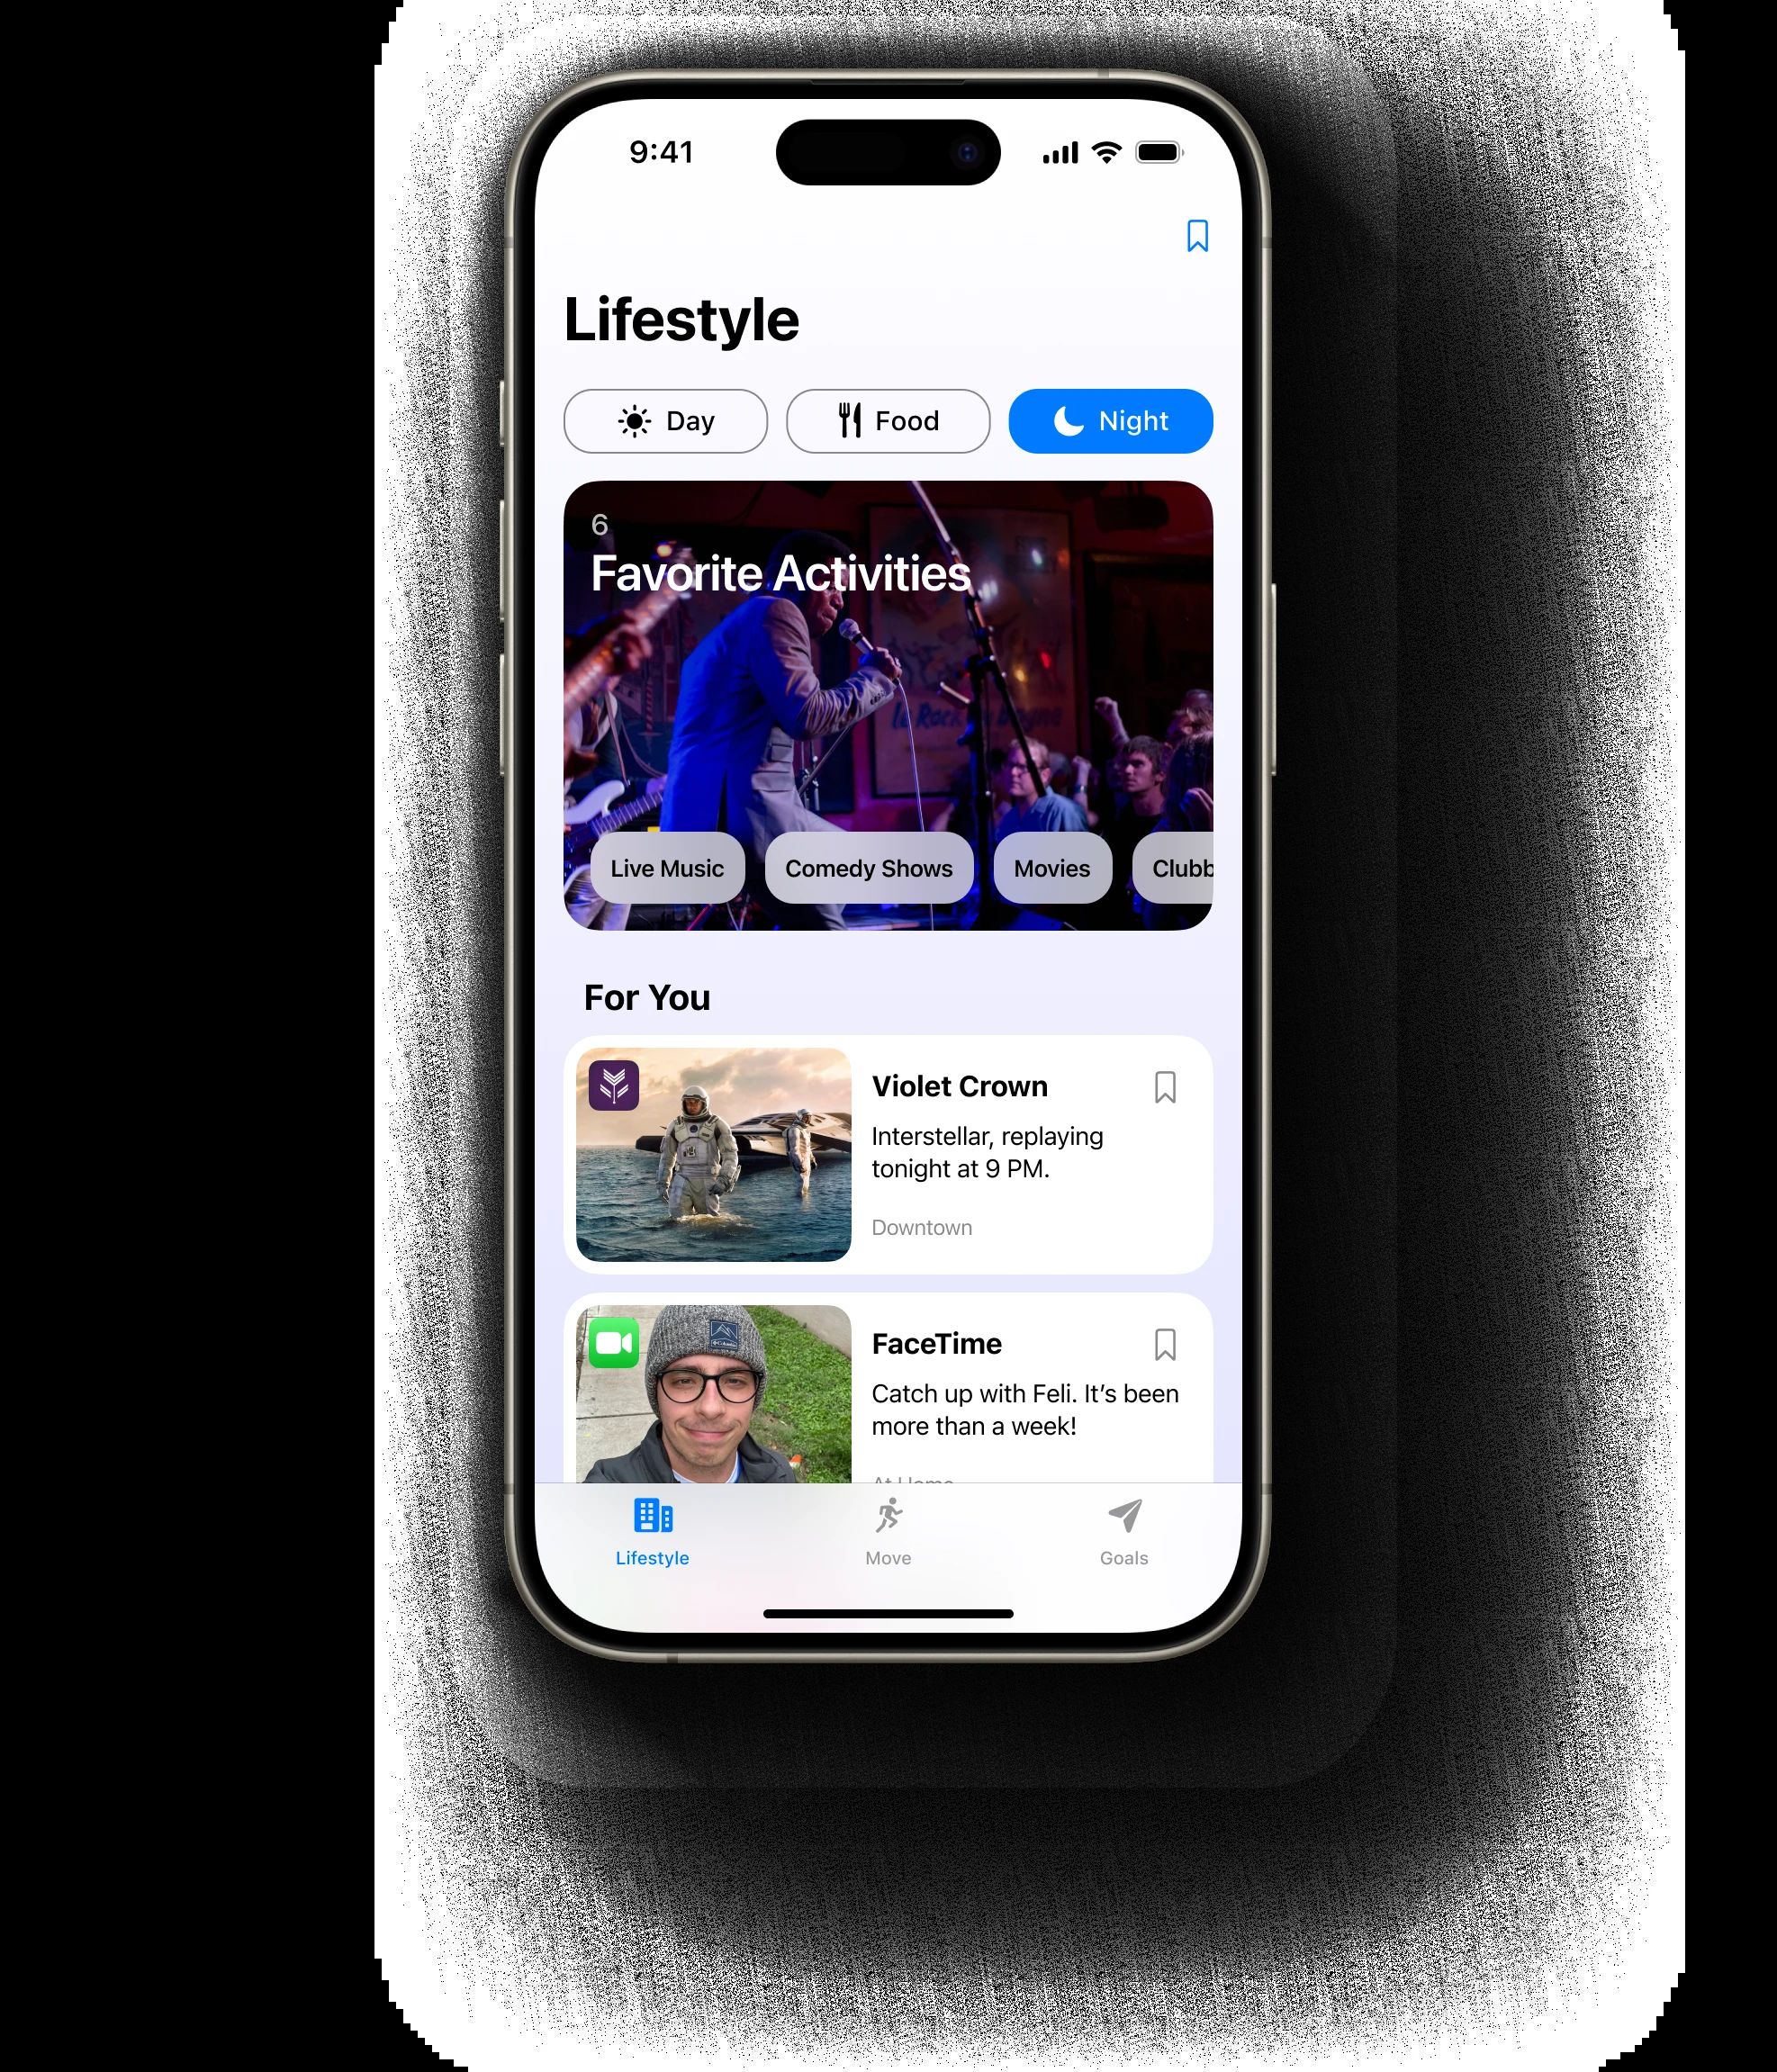 9:41
Lifestyle
Day
Food
Night
6
Favorite Activities
Live Music
Comedy Shows
Movies
Clubb
For You
Violet Crown
Interstellar, replaying
tonight at 9 PM.
Downtown
FaceTime
Catch up with Feli. It’s been
more than a week!
At Home
Lifestyle
Move
Goals